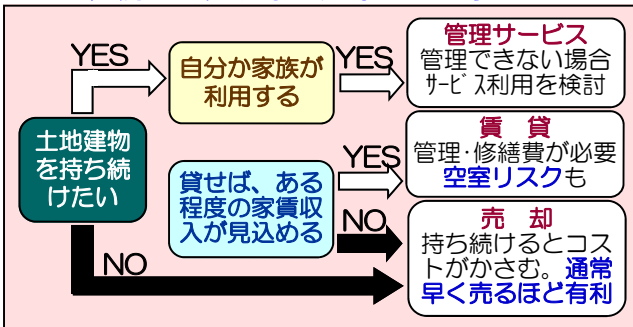 土地建物
を持ち続
けたい
YES
自分か家族が
利用する
YES
管理サービス
管理できない場合
サービス利用を検討
貸せば、ある
程度の家賃収
入が見込める
YES
賃 貸
管理・修繕費が必要
空室リスクも
NO
NO
売 却
持ち続けるとコス
トがかさむ。通常
早く売るほど有利